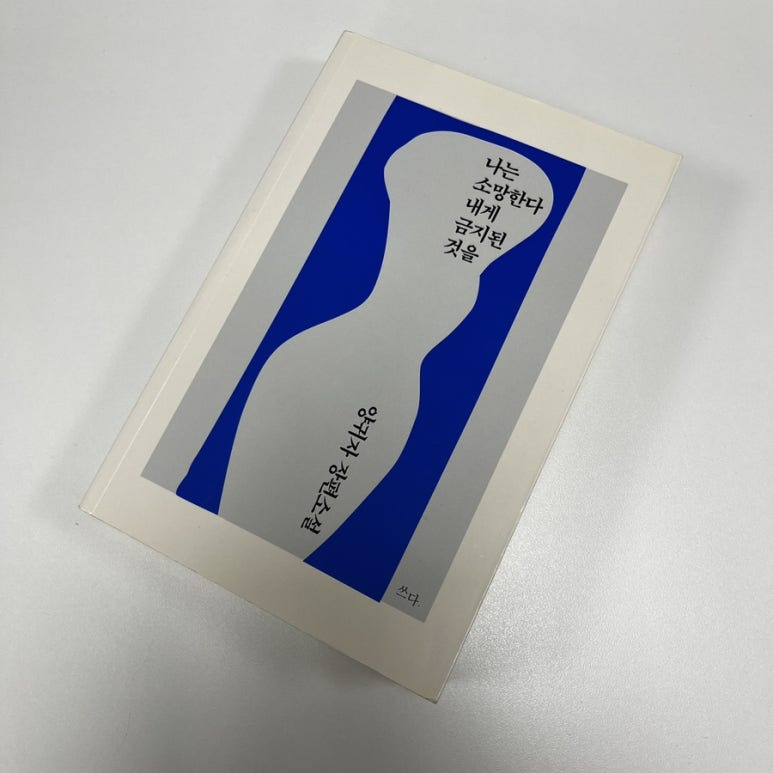 나는
소망한다
내게
금지된
것을
양귀자 장편소설
쓰다.